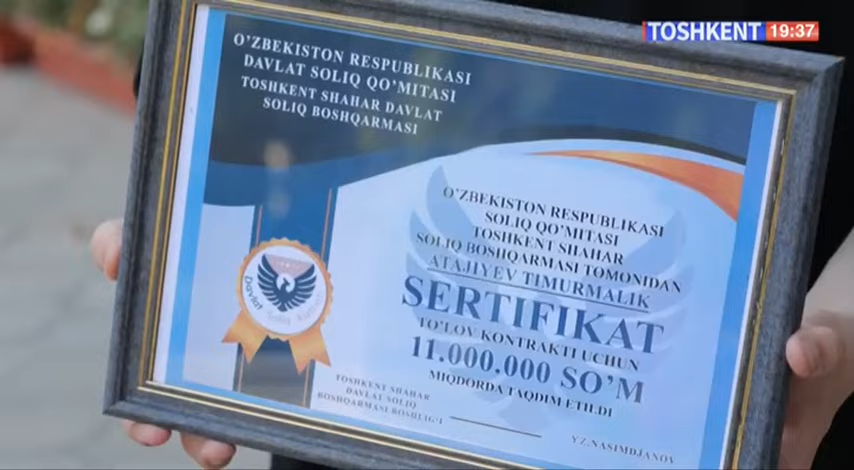 TOSHKENT 19:37
O'ZBEKISTON RESPUBLIKASI
DAVLAT SOLIQ QO'MITASI
TOSHKENT SHAHAR DAVLAT
SOLIQ BOSHQARMASI
O'ZBEKISTON RESPUBLIKASI
SOLIQ QO'MITASI
TOSHKENT SHAHAR
SOLIQ BOSHQARMASI TOMONIDAN
ATAJIYEV TIMURMALIK
SERTIFIKAT
TO'LOV KONTRAKTI UCHUN
11.000.000 SO'M
MIQDORDA TAQDIM ETILDI
Davlat Soliq
TOSHKENT SHAHAR
DAVLAT SOLIQ
BOSHQARMASI BOSHLIG'I
YZ.NASIMDJANOV